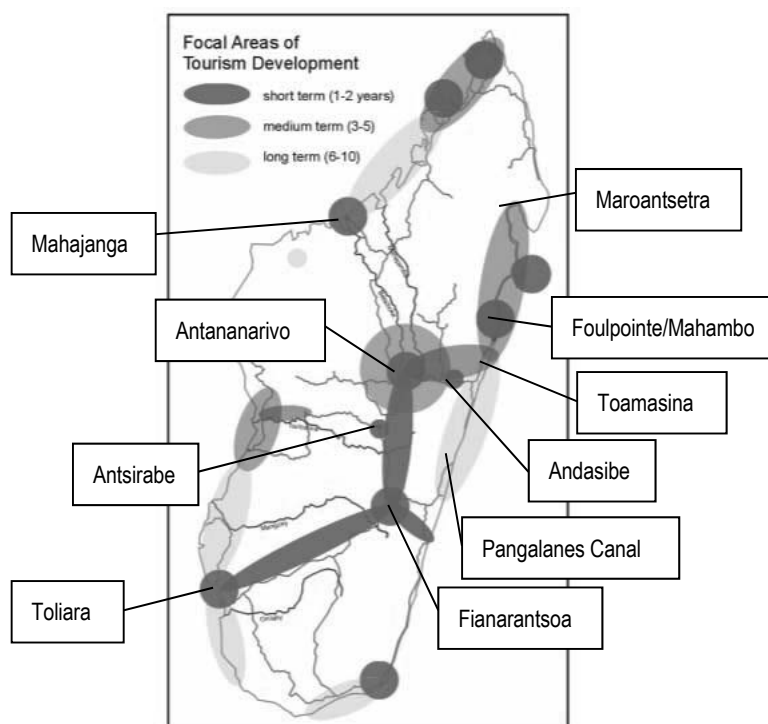 Focal Areas of
Tourism Development
short term (1-2 years)
medium term (3-5)
long term (6-10)
Maroantsetra
Mahajanga
Antananarivo
Foulpointe/Mahambo
Toamasina
Antsirabe
Andasibe
Pangalanes Canal
Toliara
Fianarantsoa